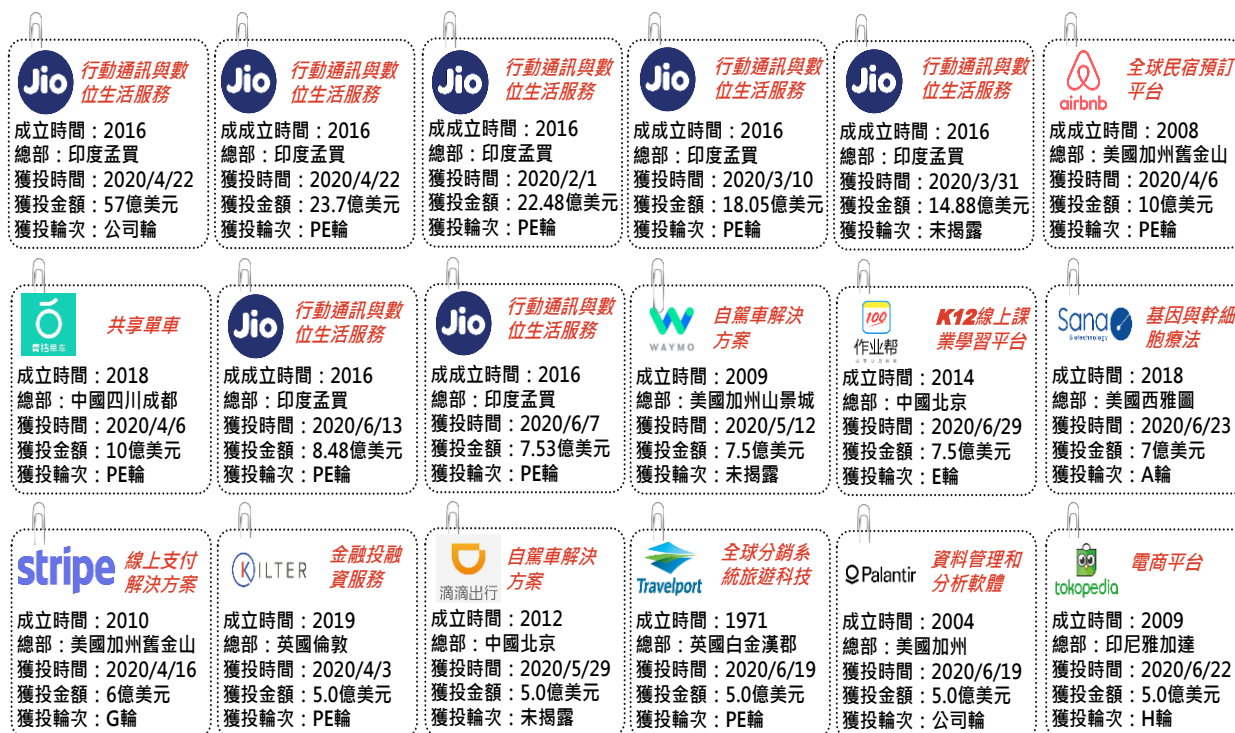 Jio
行動通訊與數
位生活服務
成立時間：2016
總部：印度孟買
獲投時間：2020/4/22
獲投金額：57億美元
獲投輪次：公司輪
Jio
行動通訊與數
位生活服務
成成立時間：2016
總部：印度孟買
獲投時間：2020/4/22
獲投金額：23.7億美元
獲投輪次：PE輪
Jio
行動通訊與數
位生活服務
成成立時間：2016
總部：印度孟買
獲投時間：2020/2/1
獲投金額：22.48億美元
獲投輪次：PE輪
Jio
行動通訊與數
位生活服務
成成立時間：2016
總部：印度孟買
獲投時間：2020/3/10
獲投金額：18.05億美元
獲投輪次：PE輪
Jio
行動通訊與數
位生活服務
成成立時間：2016
總部：印度孟買
獲投時間：2020/3/31
獲投金額：14.88億美元
獲投輪次：未揭露
airbnb
全球民宿預訂
平台
成成立時間：2008
總部：美國加州舊金山
獲投時間：2020/4/6
獲投金額：10億美元
獲投輪次：PE輪
青桔单车
共享單車
成立時間：2018
總部：中國四川成都
獲投時間：2020/4/6
獲投金額：10億美元
獲投輪次：PE輪
Jio
行動通訊與數
位生活服務
成成立時間：2016
總部：印度孟買
獲投時間：2020/6/13
獲投金額：8.48億美元
獲投輪次：PE輪
Jio
行動通訊與數
位生活服務
成成立時間：2016
總部：印度孟買
獲投時間：2020/6/7
獲投金額：7.53億美元
獲投輪次：PE輪
WAYMO
自駕車解決
方案
成立時間：2009
總部：美國加州山景城
獲投時間：2020/5/12
獲投金額：7.5億美元
獲投輪次：未揭露
100
作业帮
K12線上課
業學習平台
成立時間：2014
總部：中國北京
獲投時間：2020/6/29
獲投金額：7.5億美元
獲投輪次：E輪
Sana
Biotechnology
基因與幹細
胞療法
成立時間：2018
總部：美國西雅圖
獲投時間：2020/6/23
獲投金額：7億美元
獲投輪次：A輪
stripe
線上支付
解決方案
成立時間：2010
總部：美國加州舊金山
獲投時間：2020/4/16
獲投金額：6億美元
獲投輪次：G輪
KILTER
金融投融
資服務
成立時間：2019
總部：英國倫敦
獲投時間：2020/4/3
獲投金額：5.0億美元
獲投輪次：PE輪
滴滴出行
自駕車解決
方案
成立時間：2012
總部：中國北京
獲投時間：2020/5/29
獲投金額：5.0億美元
獲投輪次：未揭露
Travelport
全球分銷系
統旅遊科技
成立時間：1971
總部：英國白金漢郡
獲投時間：2020/6/19
獲投金額：5.0億美元
獲投輪次：PE輪
Palantir
資料管理和
分析軟體
成立時間：2004
總部：美國加州
獲投時間：2020/6/19
獲投金額：5.0億美元
獲投輪次：公司輪
tokopedia
電商平台
成立時間：2009
總部：印尼雅加達
獲投時間：2020/6/22
獲投金額：5.0億美元
獲投輪次：H輪